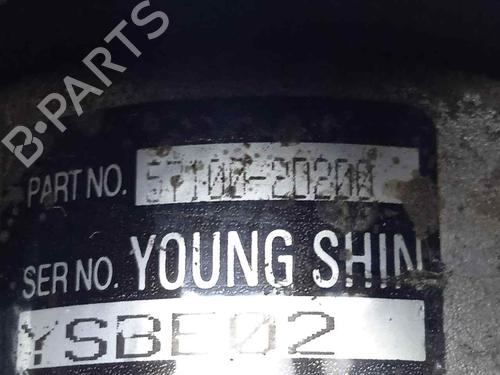 B-PARTS
PART NO. 57100-2D200
SER NO. YOUNG SHIN
YSBE02